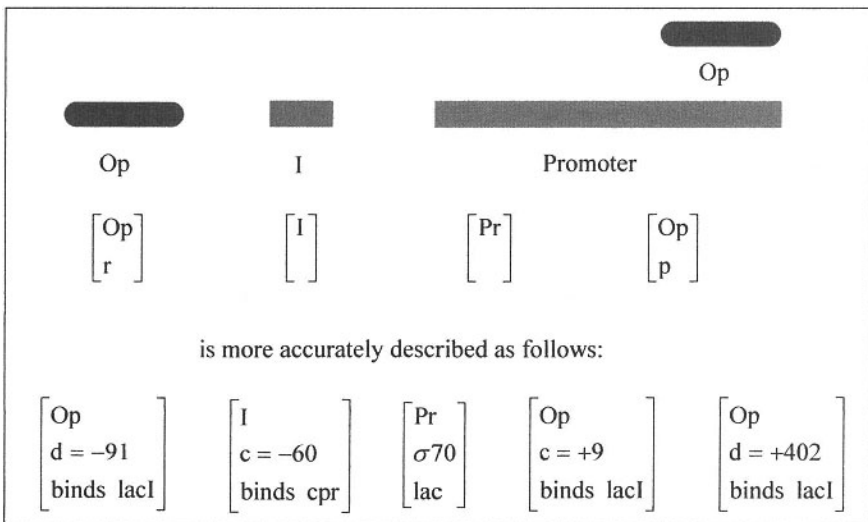 Op
Op I Promoter
Op I Pr Op
r p
is more accurately described as follows:
Op I Pr Op Op
d = −91 c = −60 σ70 c = +9 d = +402
binds lacI binds cpr lac binds lacI binds lacI